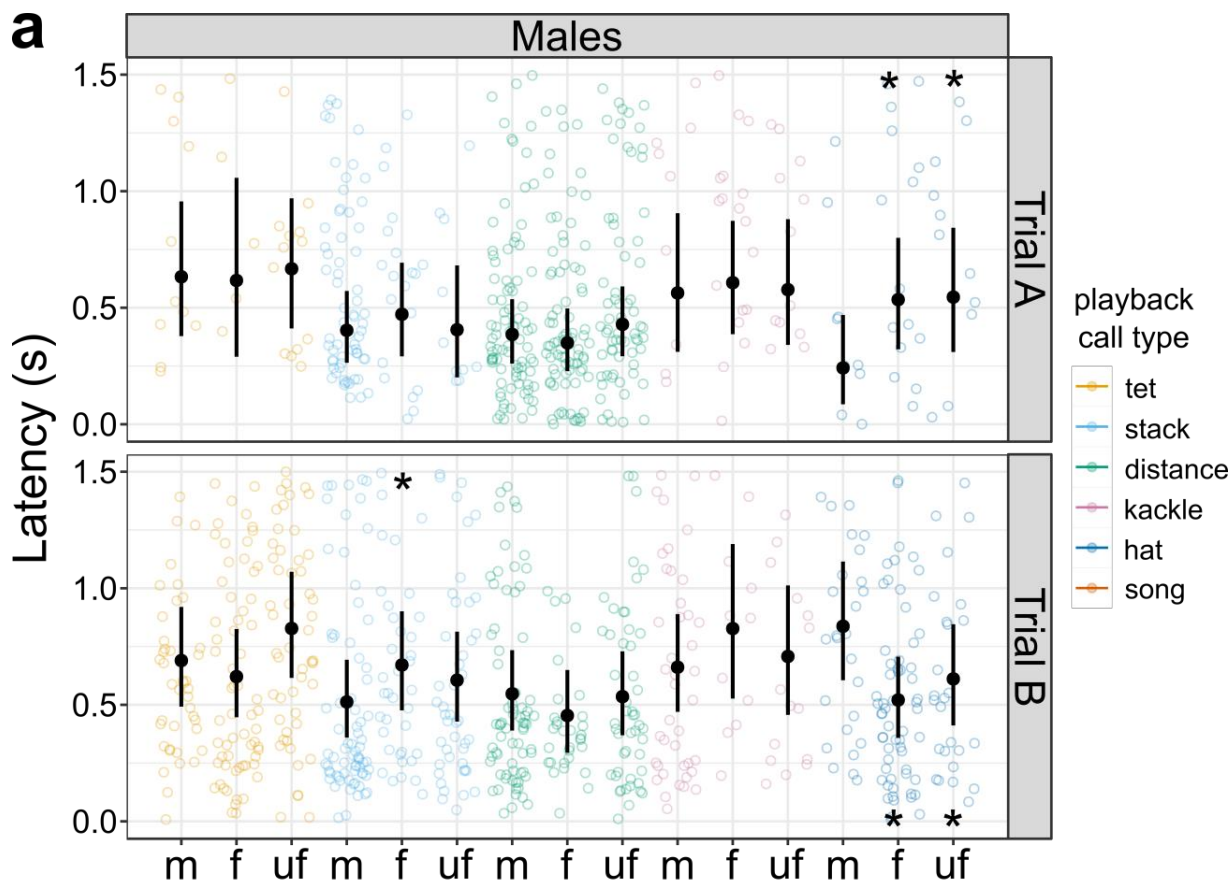 a
Males
Latency (s)
1.5
1.0
0.5
0.0
* *
Trial A
1.5
1.0
0.5
0.0
*
* *
Trial B
m f uf m f uf m f uf m f uf m f uf
playback
call type
tet
stack
distance
kackle
hat
song